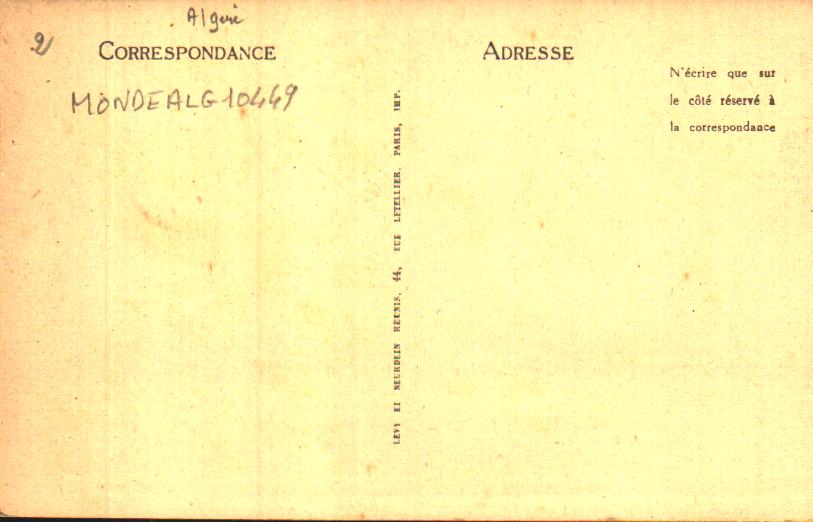 Algérie
2
CORRESPONDANCE
ADRESSE
N'écrire que sur
le côté réservé à
la correspondance
MONDEALG10449
LEVY ET NEURDEIN RÉUNIS, 44, RUE LETELLIER, PARIS, IMP.